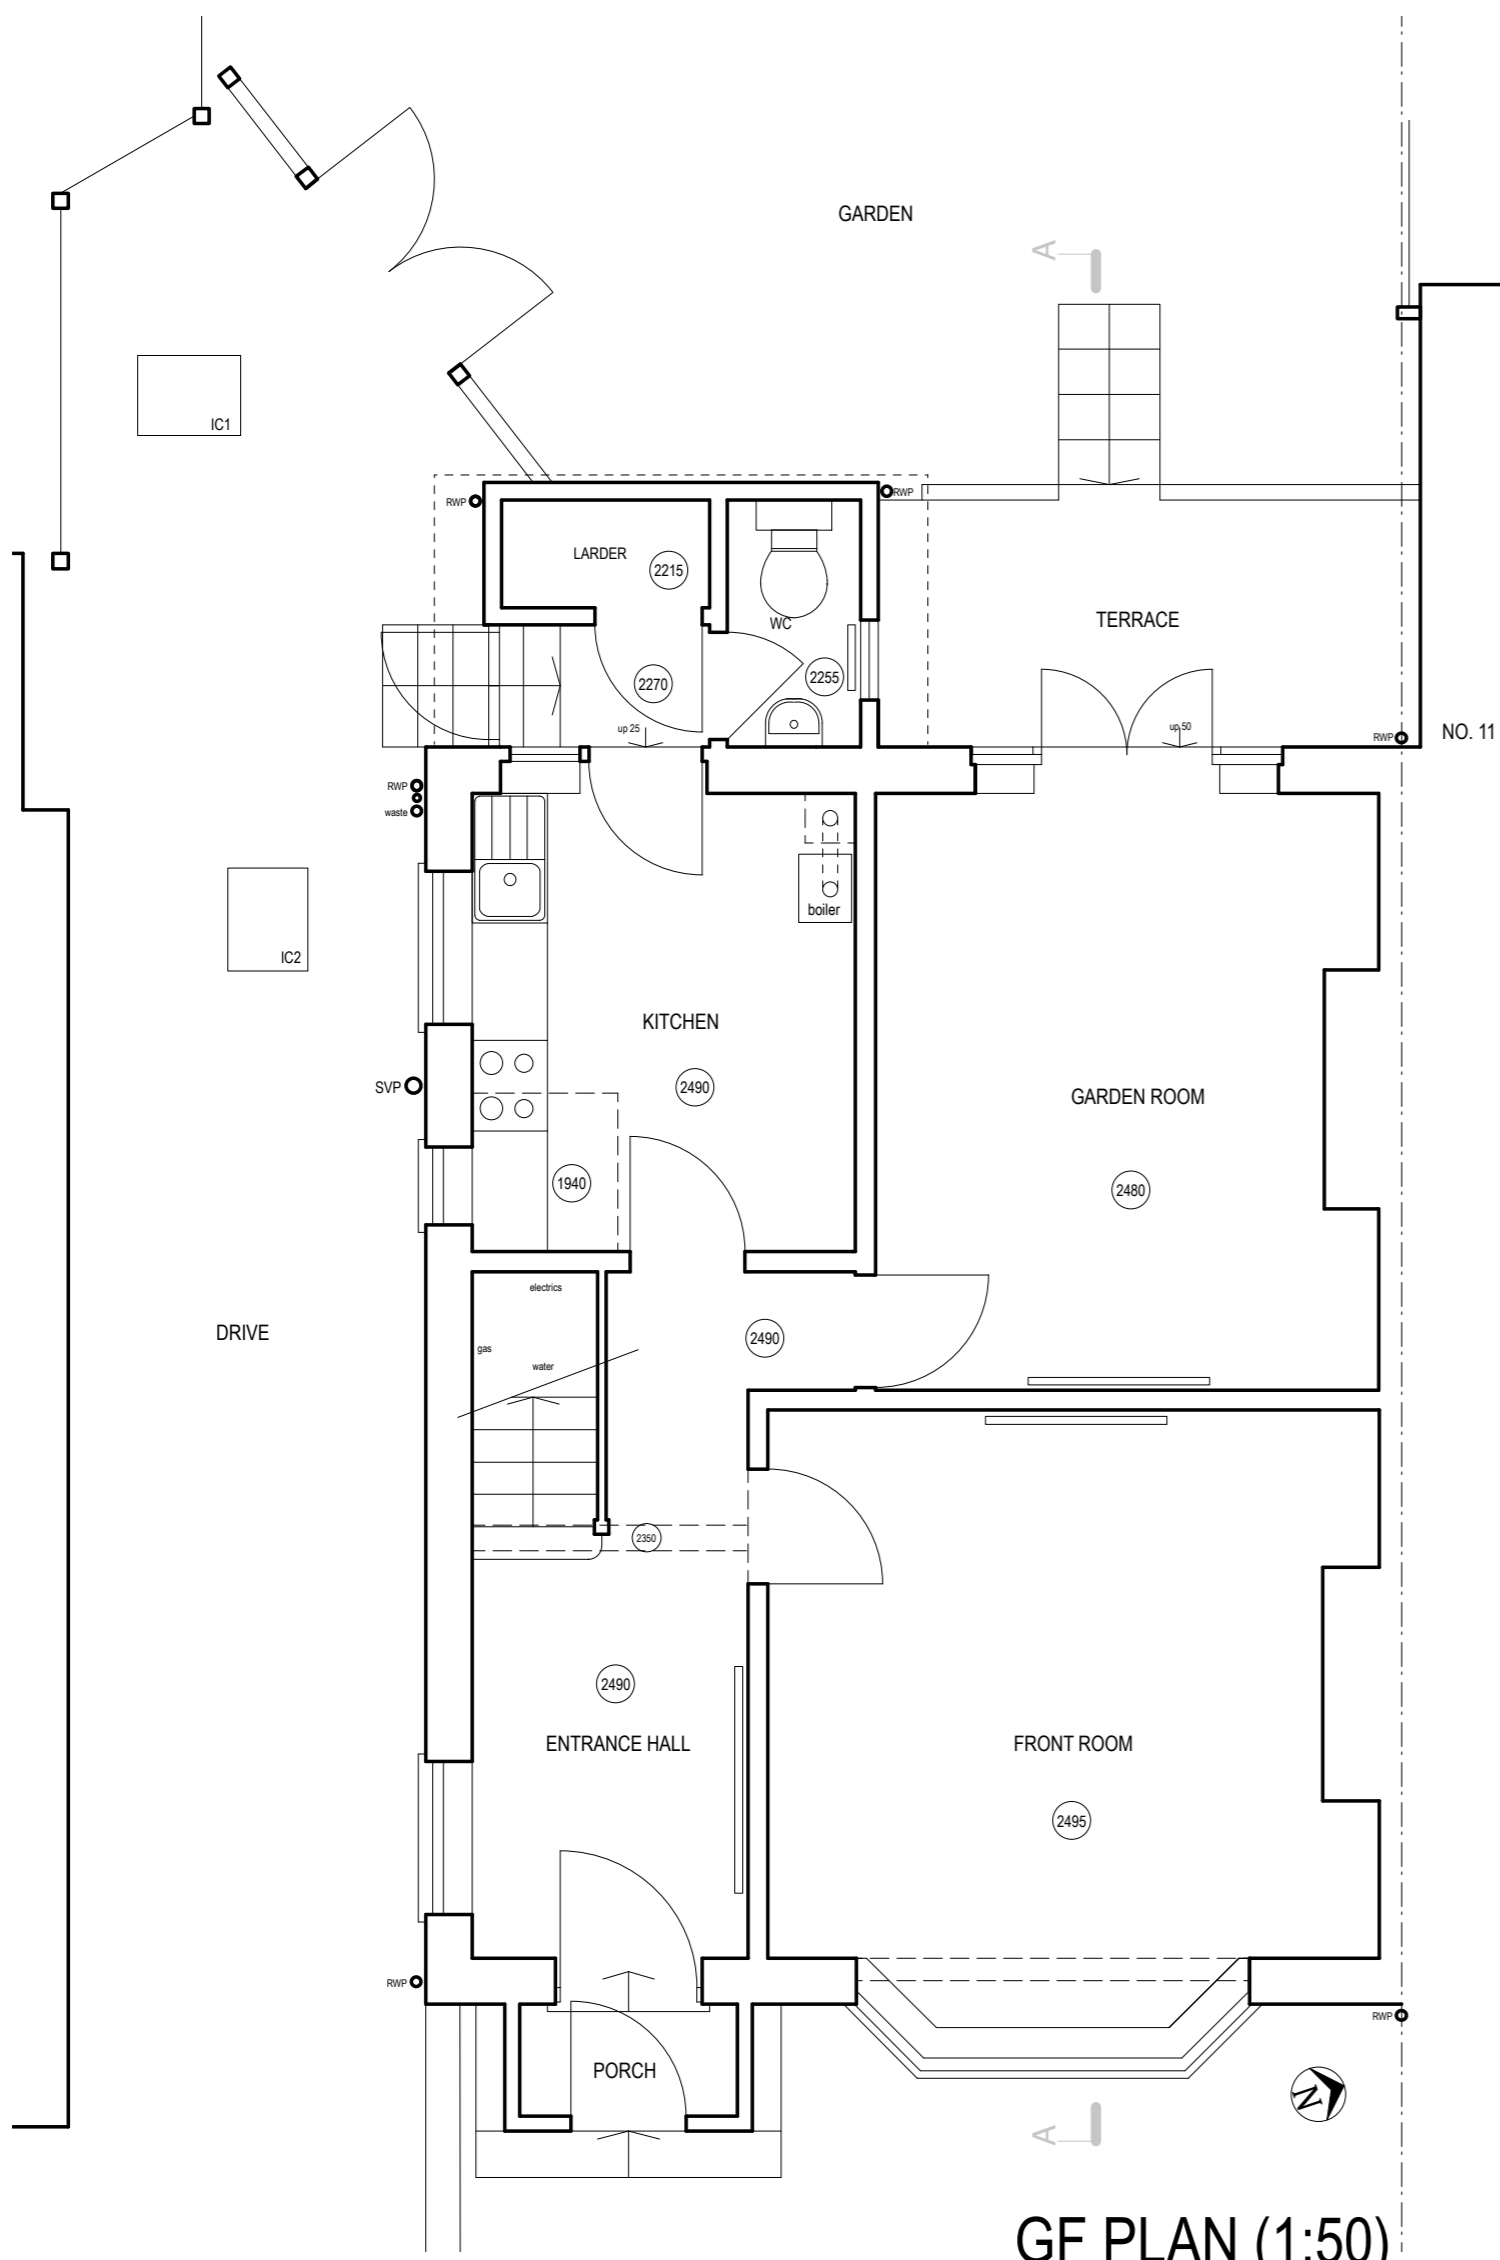 GARDEN
A
IC1
RWP
RWP
LARDER
2215
WC
TERRACE
2270
2255
up 25
up 50
RWP
NO. 11
RWP
waste
boiler
IC2
KITCHEN
SVP
2490
GARDEN ROOM
1940
2480
electrics
DRIVE
2490
gas
water
2350
2490
ENTRANCE HALL
FRONT ROOM
2495
RWP
RWP
PORCH
N
A
GF PLAN (1:50)